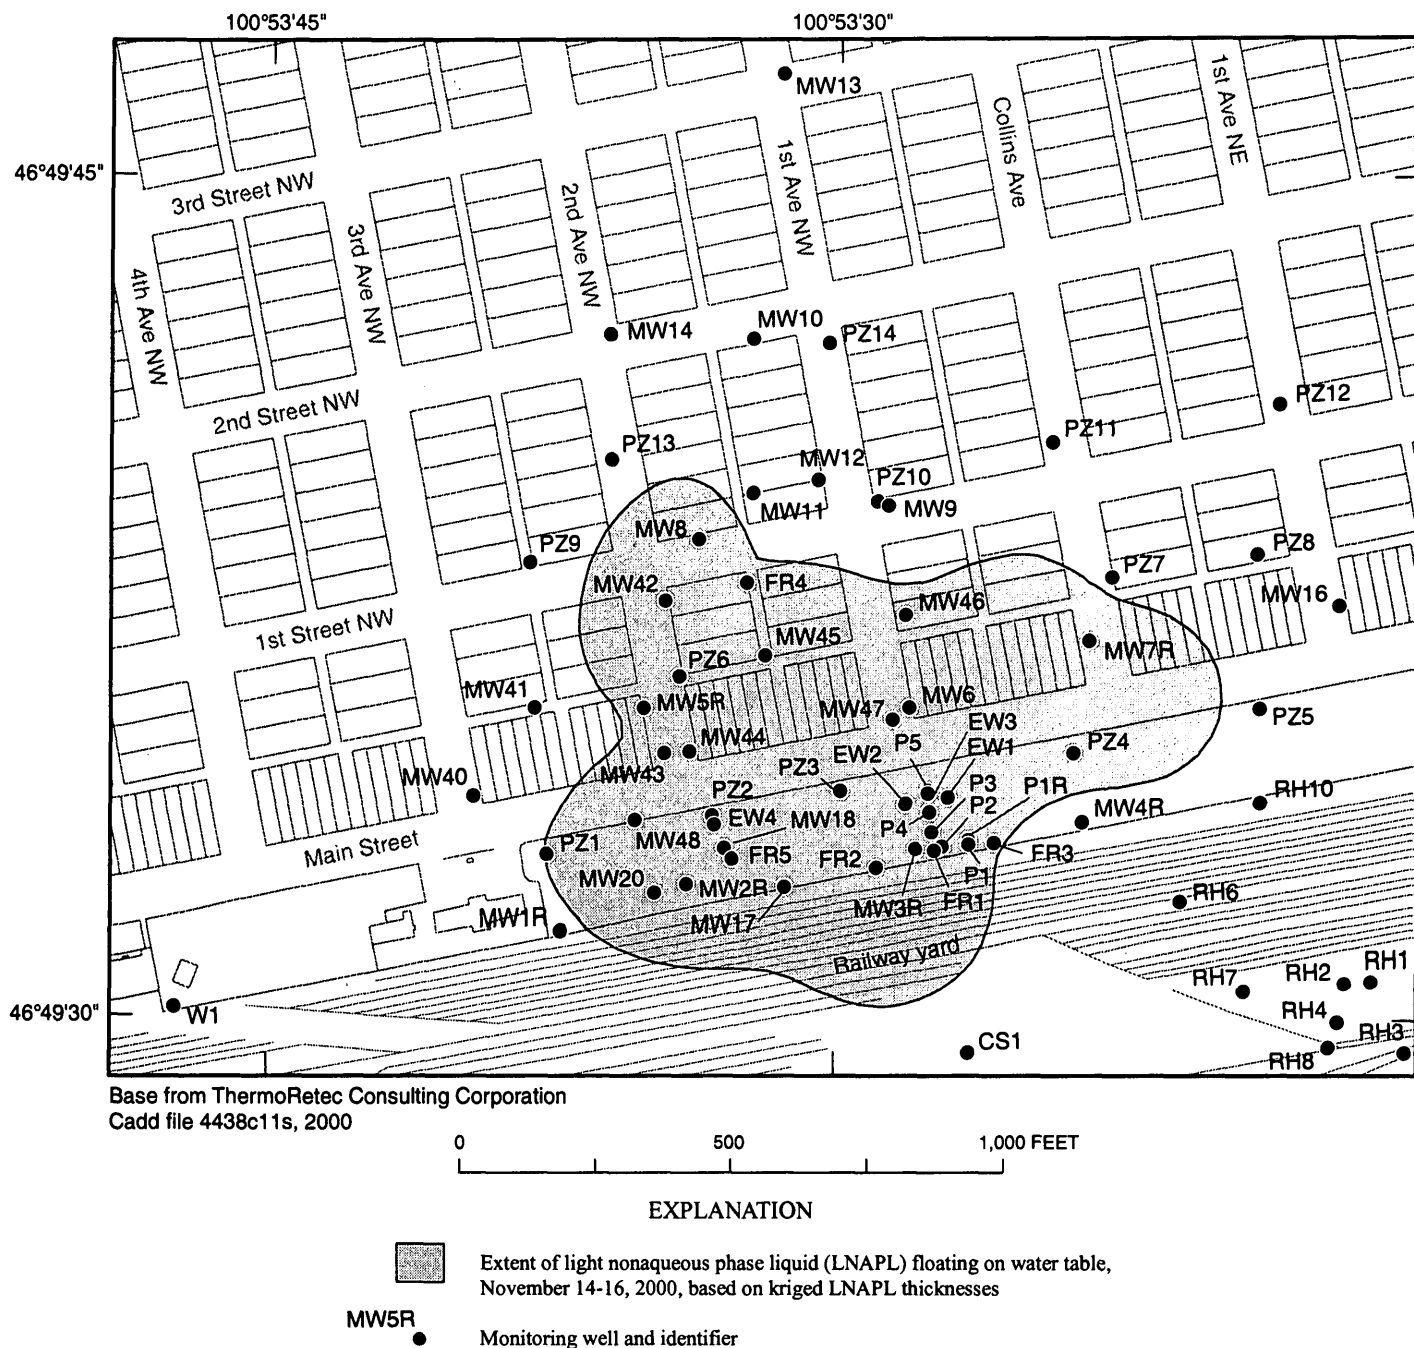 100°53'45"
100°53'30"
MW13
1st Ave NE
Collins Ave
1st Ave NW
46°49'45"
3rd Street NW
2nd Ave NW
3rd Ave NW
4th Ave NW
MW14
MW10
PZ14
PZ12
2nd Street NW
PZ11
PZ13
MW12
PZ10
MW11
MW9
MW8
PZ9
PZ8
PZ7
MW42
FR4
MW16
MW46
1st Street NW
MW45
MW7R
PZ6
MW41
MW5R
MW47
MW6
PZ5
EW3
P5
MW44
EW2
EW1
PZ4
MW43
MW40
PZ3
P3
P1R
PZ2
P2
RH10
EW4
MW18
P4
MW4R
Main Street
PZ1
MW48
FR5
FR2
FR3
P1
MW20
MW2R
MW3R
FR1
RH6
MW1R
MW17
Railway yard
RH7
RH2
RH1
46°49'30"
W1
RH4
RH3
CS1
RH8
Base from ThermoRetec Consulting Corporation
Cadd file 4438c11s, 2000
0 500 1,000 FEET
EXPLANATION
Extent of light nonaqueous phase liquid (LNAPL) floating on water table,
November 14-16, 2000, based on kriged LNAPL thicknesses
MW5R
Monitoring well and identifier